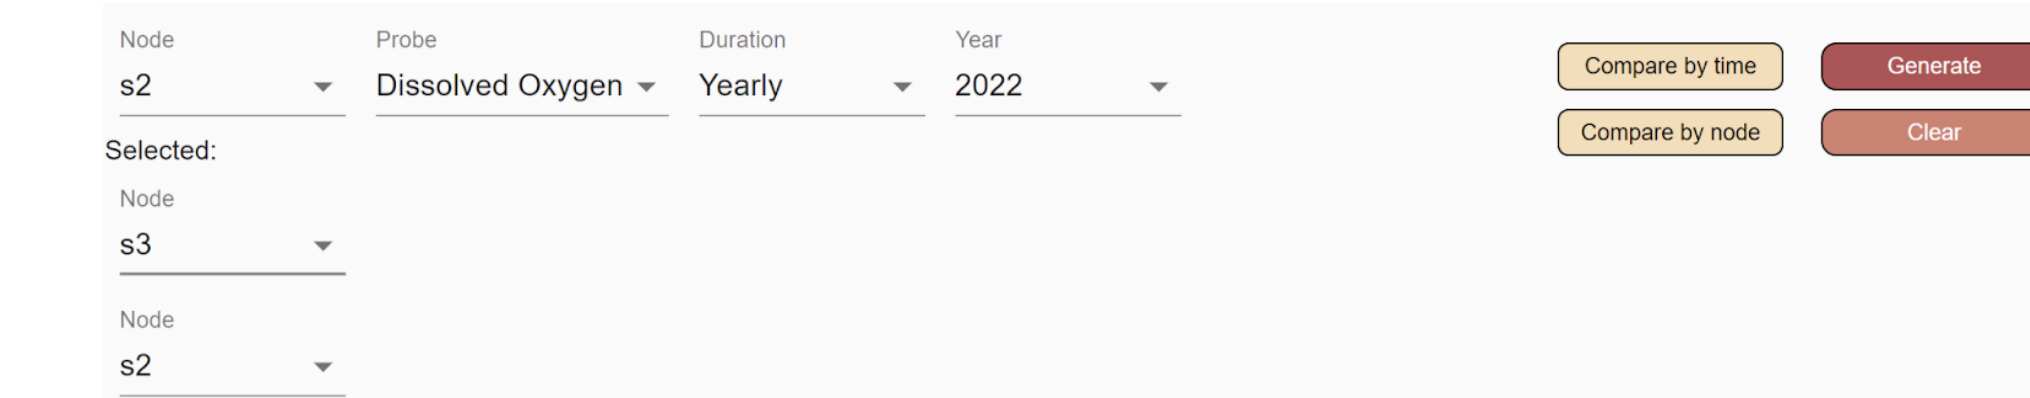 Node Probe Duration Year
s2 Dissolved Oxygen Yearly 2022
Compare by time Generate
Compare by node Clear
Selected:
Node
s3
Node
s2